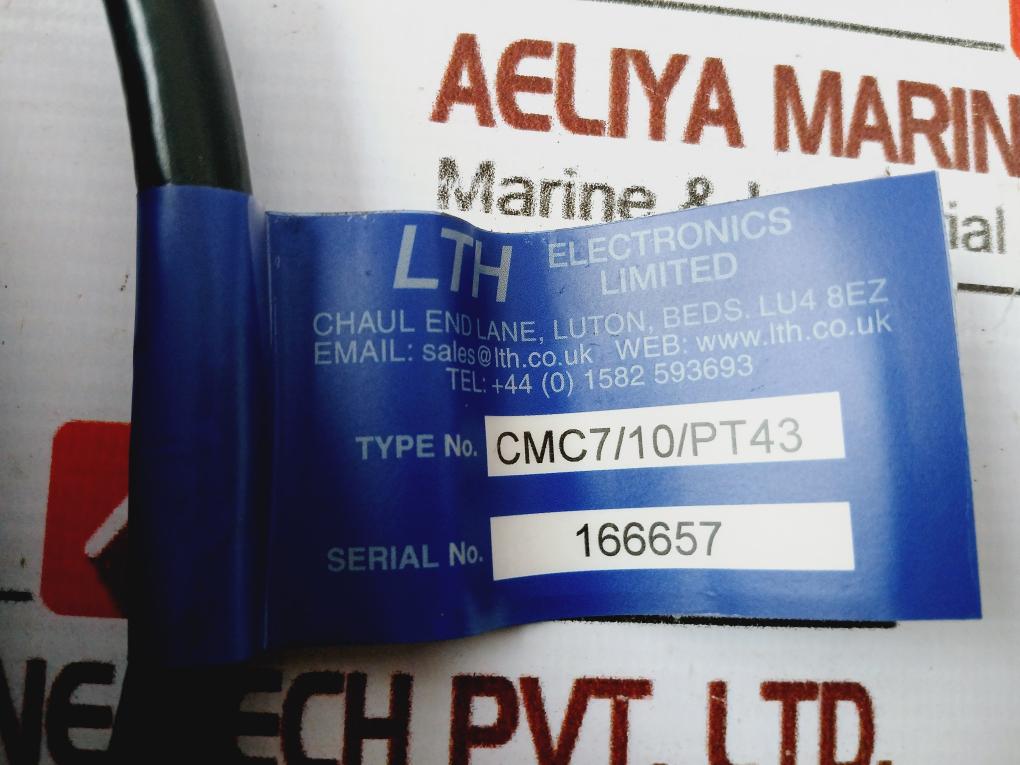 AELIYA MARIN
Marine &
ial
LTH ELECTRONICS
LIMITED
CHAUL END LANE, LUTON, BEDS. LU4 8EZ
EMAIL: sales@lth.co.uk WEB: www.lth.co.uk
TEL: +44 (0) 1582 593693
TYPE No. CMC7/10/PT43
SERIAL No. 166657
NE ECH PVT. LTD.